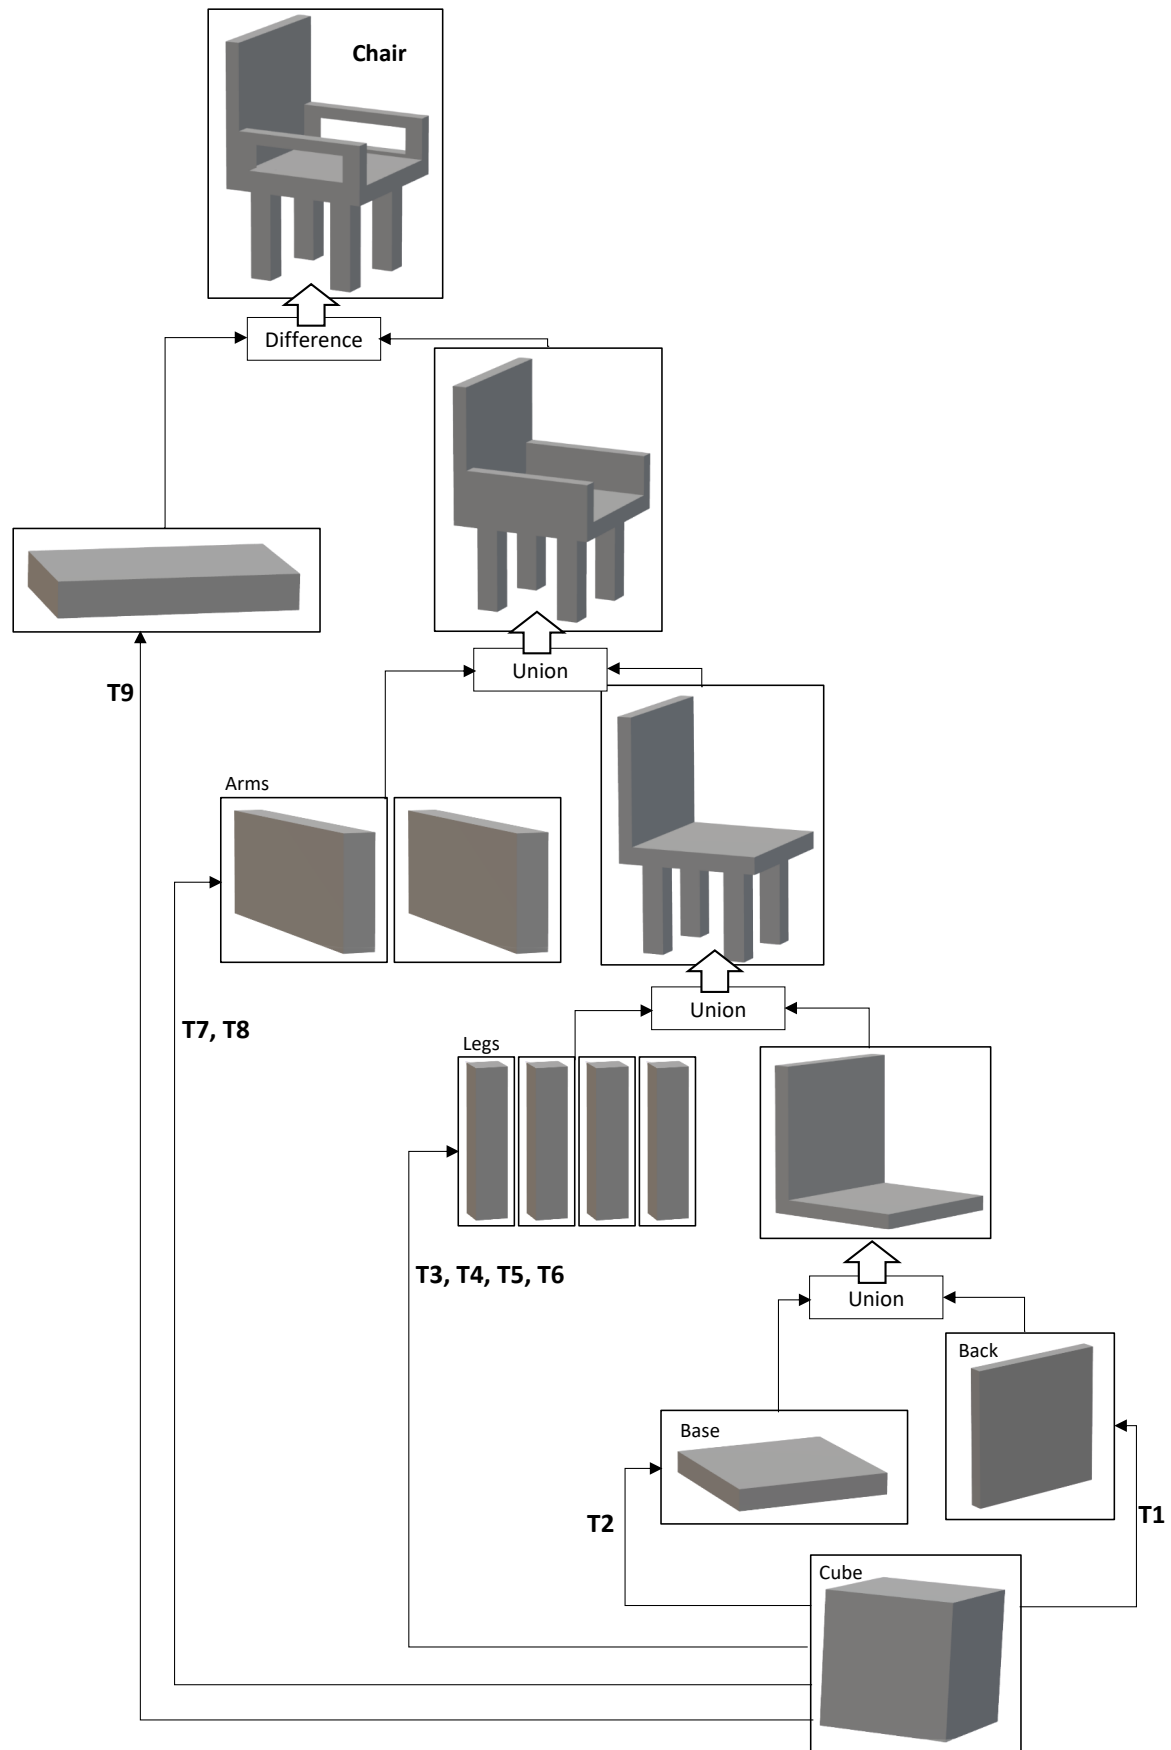 Chair
Difference
T9
Union
Arms
T7, T8
Union
Legs
T3, T4, T5, T6
Union
Back
Base
T2
T1
Cube